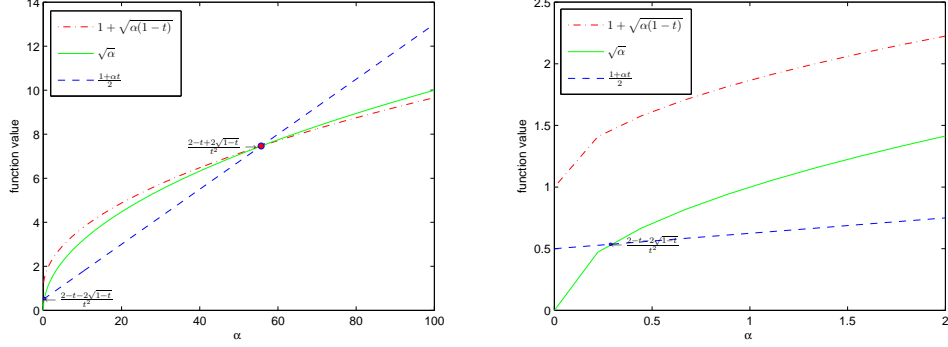 14
12
10
8
6
4
2
0
function value
1 + √α(1 − t)
√α
1+αt
2
2−t+2√1−t
t²
2−t−2√1−t
t²
0
20
40
60
80
100
α
2.5
2
1.5
1
0.5
0
function value
1 + √α(1 − t)
√α
1+αt
2
2−t−2√1−t
t²
0
0.5
1
1.5
2
α